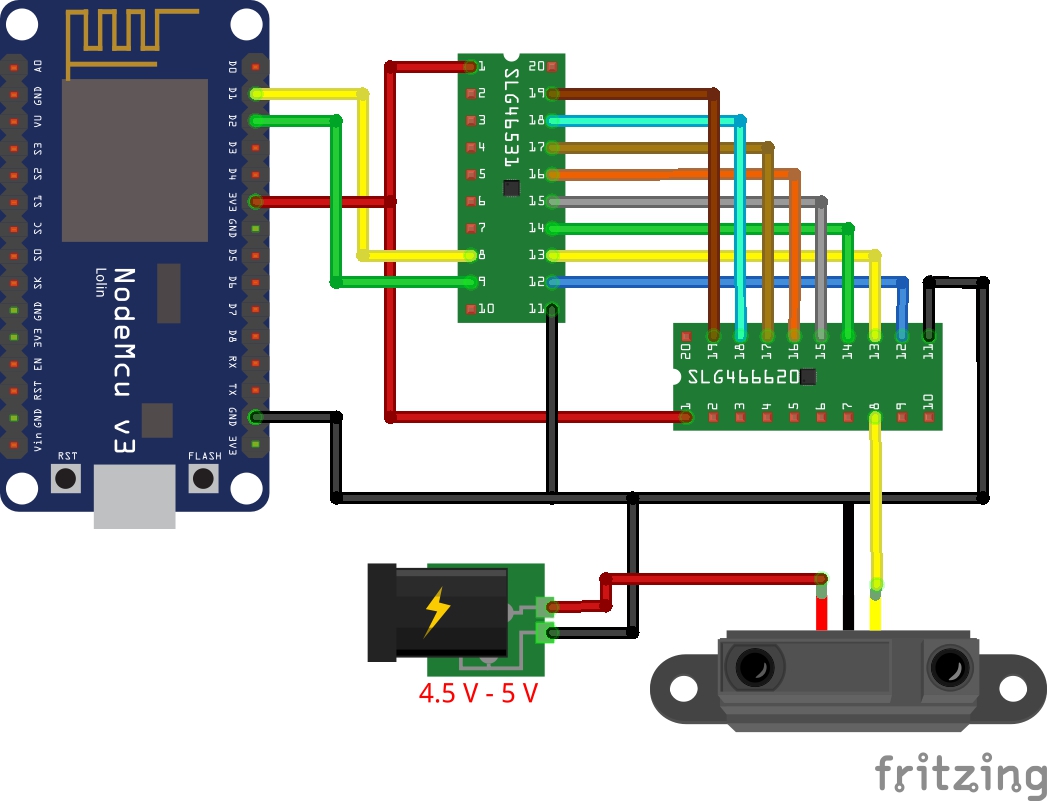 A0
GND
VU
S3
S2
S1
SC
S0
SK
GND
3V3
EN
RST
GND
Vin
D0
D1
D2
D3
D4
3V3
GND
D5
D6
D7
D8
RX
TX
GND
3V3
NodeMcu v3
Lolin
RST
FLASH
SLG46531
1
2
3
4
5
6
7
8
9
10
20
19
18
17
16
15
14
13
12
11
20
19
18
17
16
15
14
13
12
11
SLG46620
1
2
3
4
5
6
7
8
9
10
4.5 V - 5 V
fritzing